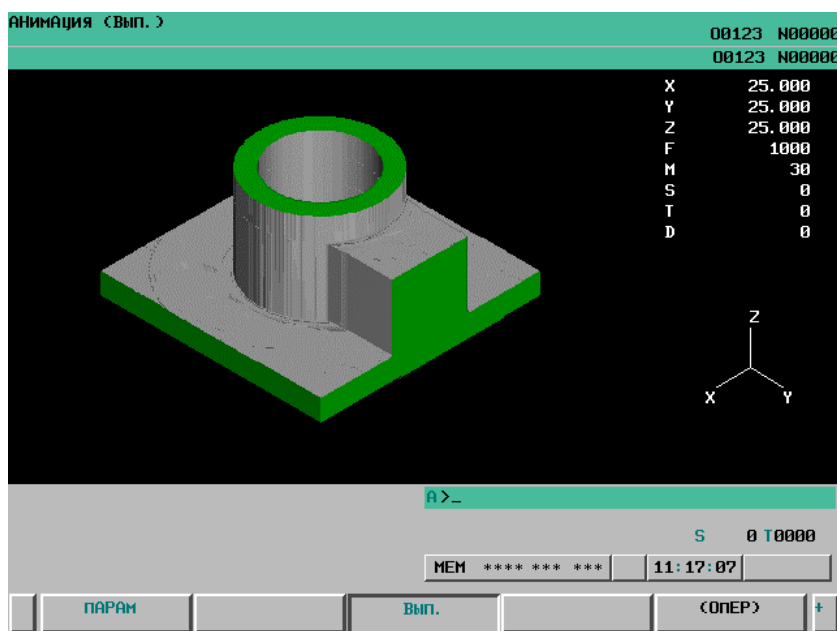 АНИМАЦИЯ (ВЫП.)
O0123 N00000
O0123 N00000
X 25.000
Y 25.000
Z 25.000
F 1000
M 30
S 0
T 0
D 0
Z
X Y
A>_
S 0 T0000
MEM **** *** *** 11:17:07
ПАРАМ ВЫП. (ОПЕР) +